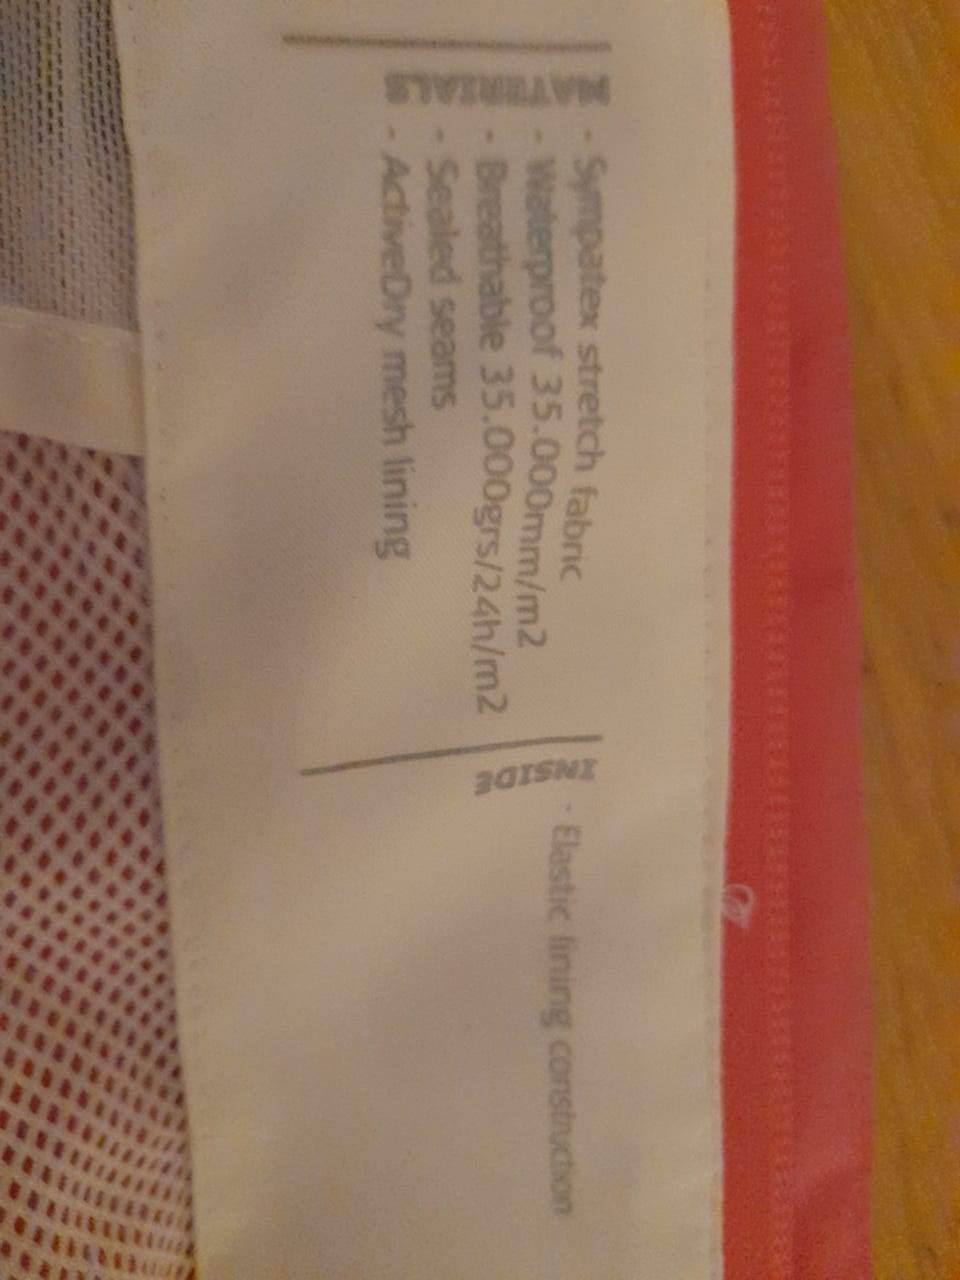 MATERIALS
- Sympatex stretch fabric
- Waterproof 35.000mm/m2
- Breathable 35.000grs/24h/m2
- Sealed seams
- ActiveDry mesh lining
INSIDE
- Elastic lining construction